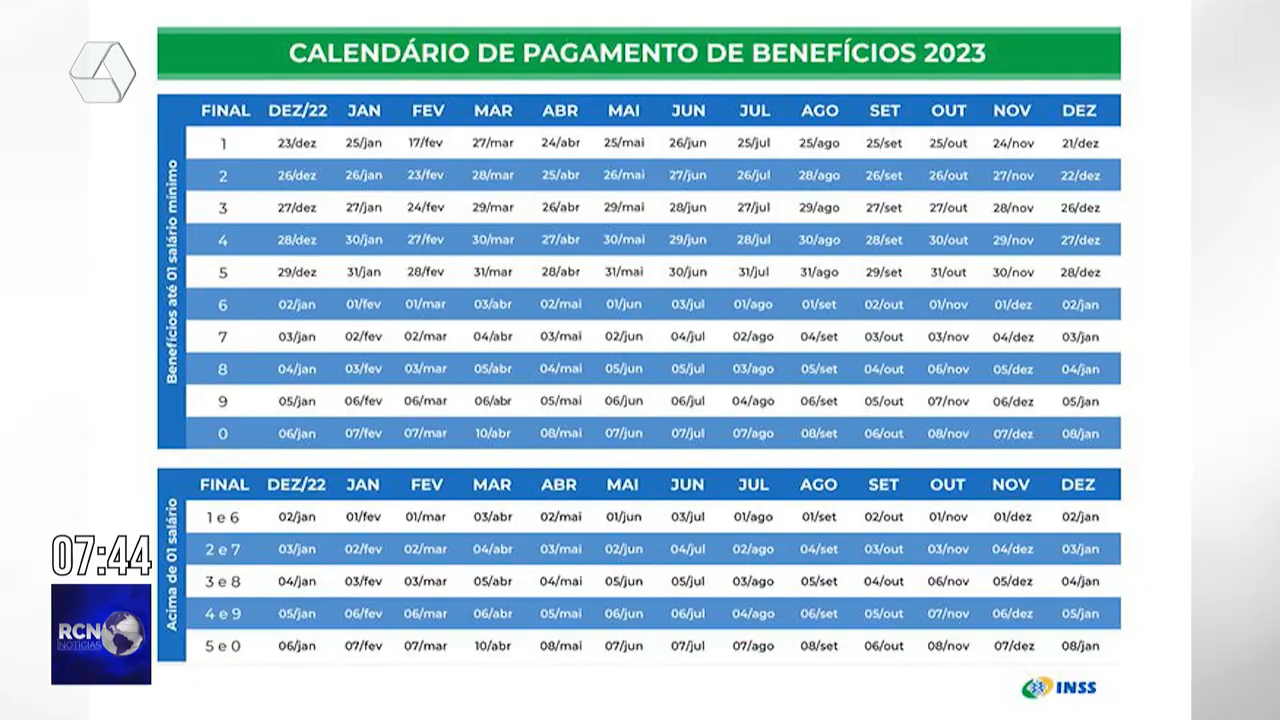 CALENDÁRIO DE PAGAMENTO DE BENEFÍCIOS 2023
Benefícios até 01 salário mínimo
FINAL DEZ/22 JAN FEV MAR ABR MAI JUN JUL AGO SET OUT NOV DEZ
1 23/dez 25/jan 17/fev 27/mar 24/abr 25/mai 26/jun 25/jul 25/ago 25/set 25/out 24/nov 21/dez
2 26/dez 26/jan 23/fev 28/mar 25/abr 26/mai 27/jun 26/jul 28/ago 26/set 26/out 27/nov 22/dez
3 27/dez 27/jan 24/fev 29/mar 26/abr 29/mai 28/jun 27/jul 29/ago 27/set 27/out 28/nov 26/dez
4 28/dez 30/jan 27/fev 30/mar 27/abr 30/mai 29/jun 28/jul 30/ago 28/set 30/out 29/nov 27/dez
5 29/dez 31/jan 28/fev 31/mar 28/abr 31/mai 30/jun 31/jul 31/ago 29/set 31/out 30/nov 28/dez
6 02/jan 01/fev 01/mar 03/abr 02/mai 01/jun 03/jul 01/ago 01/set 02/out 01/nov 01/dez 02/jan
7 03/jan 02/fev 02/mar 04/abr 03/mai 02/jun 04/jul 02/ago 04/set 03/out 03/nov 04/dez 03/jan
8 04/jan 03/fev 03/mar 05/abr 04/mai 05/jun 05/jul 03/ago 05/set 04/out 06/nov 05/dez 04/jan
9 05/jan 06/fev 06/mar 06/abr 05/mai 06/jun 06/jul 04/ago 06/set 05/out 07/nov 06/dez 05/jan
0 06/jan 07/fev 07/mar 10/abr 08/mai 07/jun 07/jul 07/ago 08/set 06/out 08/nov 07/dez 08/jan
Acima de 01 salário
FINAL DEZ/22 JAN FEV MAR ABR MAI JUN JUL AGO SET OUT NOV DEZ
1 e 6 02/jan 01/fev 01/mar 03/abr 02/mai 01/jun 03/jul 01/ago 01/set 02/out 01/nov 01/dez 02/jan
2 e 7 03/jan 02/fev 02/mar 04/abr 03/mai 02/jun 04/jul 02/ago 04/set 03/out 03/nov 04/dez 03/jan
3 e 8 04/jan 03/fev 03/mar 05/abr 04/mai 05/jun 05/jul 03/ago 05/set 04/out 06/nov 05/dez 04/jan
4 e 9 05/jan 06/fev 06/mar 06/abr 05/mai 06/jun 06/jul 04/ago 06/set 05/out 07/nov 06/dez 05/jan
5 e 0 06/jan 07/fev 07/mar 10/abr 08/mai 07/jun 07/jul 07/ago 08/set 06/out 08/nov 07/dez 08/jan
07:44
RCN
NOTÍCIAS
INSS